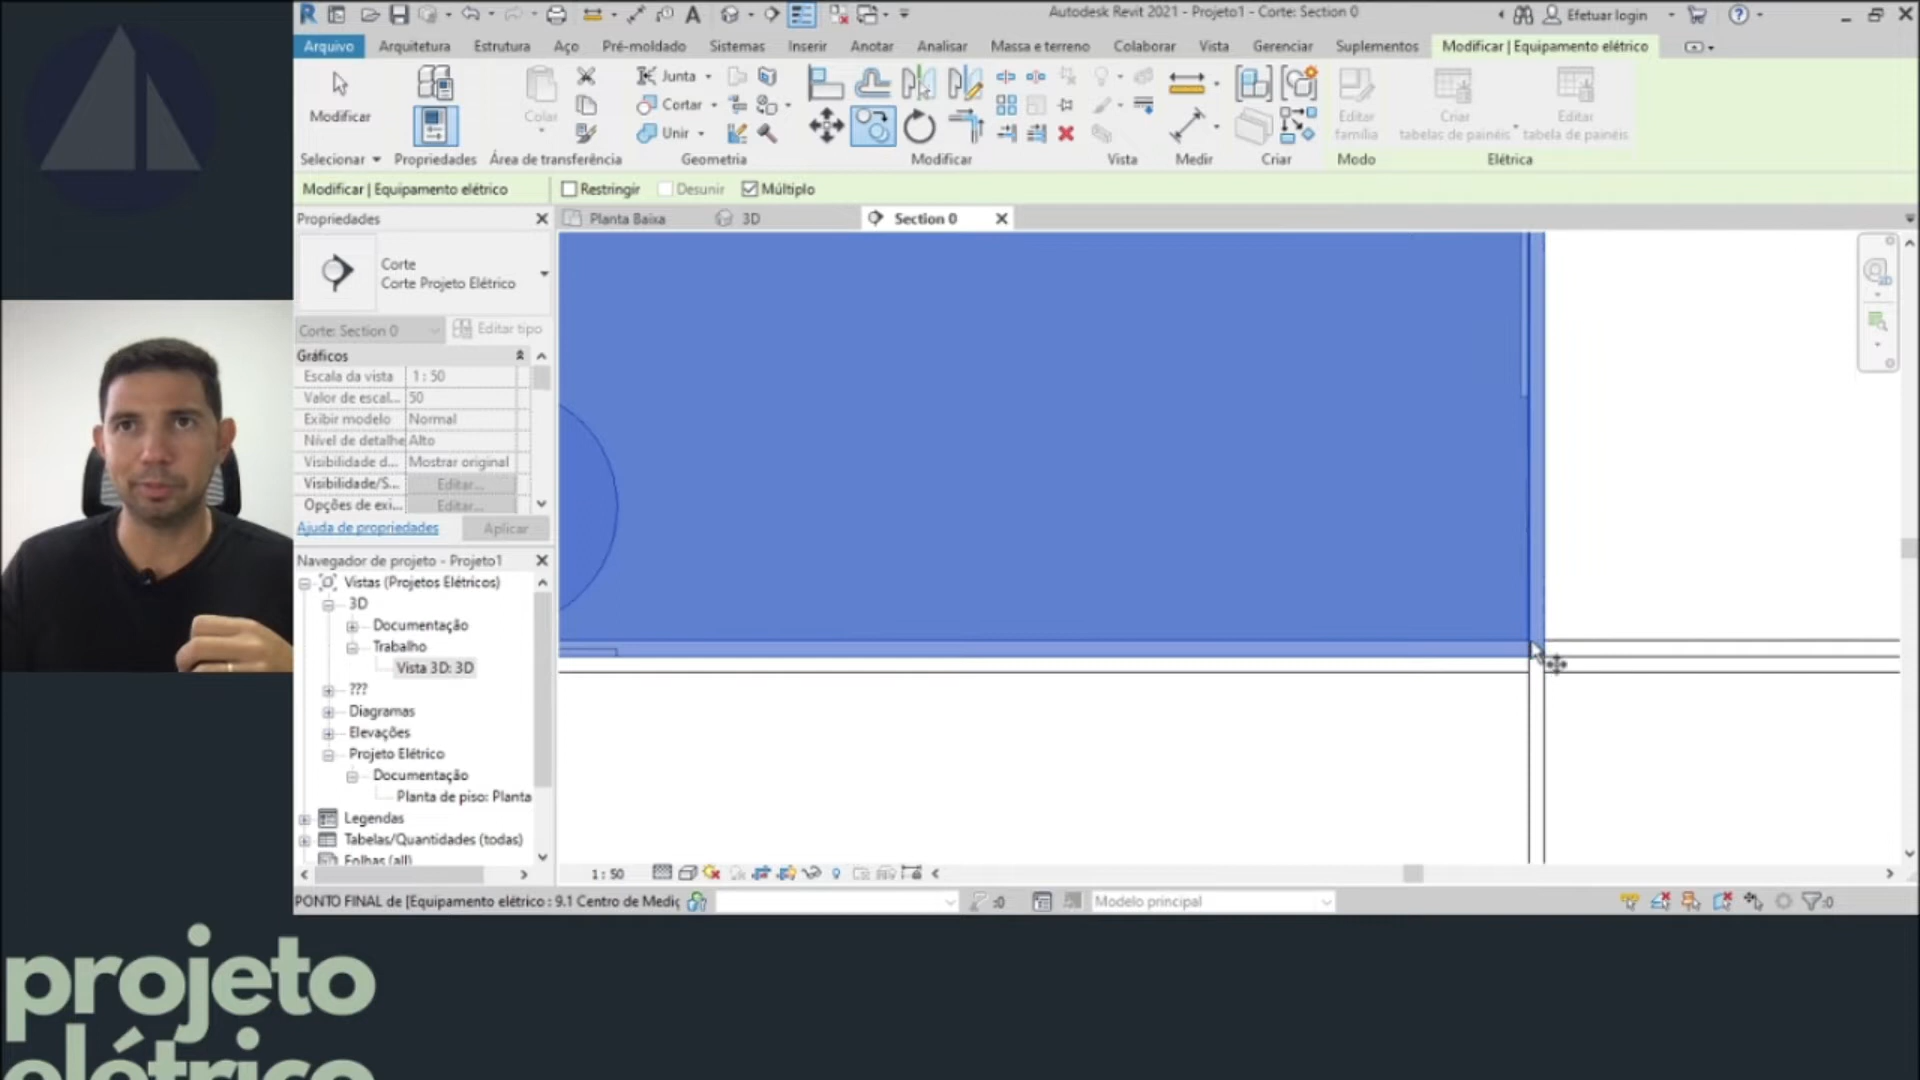 Autodesk Revit 2021 - Projeto1 - Corte: Section 0
Efetuar login
Arquivo Arquitetura Estrutura Aço Pré-moldado Sistemas Inserir Anotar Analisar Massa e terreno Colaborar Vista Gerenciar Suplementos Modificar | Equipamento elétrico
Modificar
Colar
Junta
Cortar
Unir
Editar família
Criar tabelas de painéis
Editar tabela de painéis
Selecionar Propriedades Área de transferência Geometria Modificar Vista Medir Criar Modo Elétrica
Modificar | Equipamento elétrico Restringir Desunir Múltiplo
Propriedades
Planta Baixa 3D Section 0
Corte
Corte Projeto Elétrico
Corte: Section 0 Editar tipo
Gráficos
Escala da vista 1 : 50
Valor de escal... 50
Exibir modelo Normal
Nível de detalhe Alto
Visibilidade d... Mostrar original
Visibilidade/S... Editar...
Opções de exi... Editar...
Ajuda de propriedades Aplicar
Navegador de projeto - Projeto1
Vistas (Projetos Elétricos)
3D
Documentação
Trabalho
Vista 3D: 3D
???
Diagramas
Elevações
Projeto Elétrico
Documentação
Planta de piso: Planta
Legendas
Tabelas/Quantidades (todas)
Folhas (all)
1 : 50
PONTO FINAL de [Equipamento elétrico : 9.1 Centro de Mediç
:0
Modelo principal
:0
projeto
elétrico